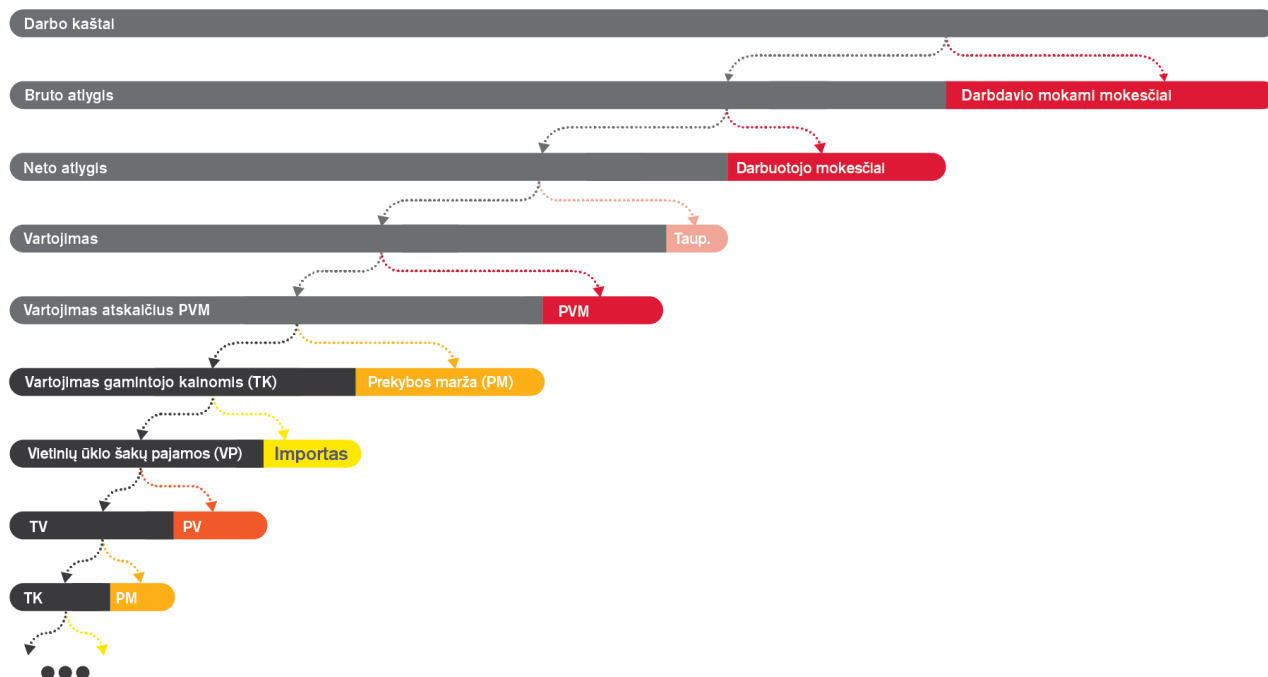 Darbo kaštai
Bruto atlygis
Darbdavio mokami mokesčiai
Neto atlygis
Darbuotojo mokesčiai
Vartojimas
Taup.
Vartojimas atskaičius PVM
PVM
Vartojimas gamintojo kainomis (TK)
Prekybos marža (PM)
Vietinių ūkio šakų pajamos (VP)
Importas
TV
PV
TK
PM